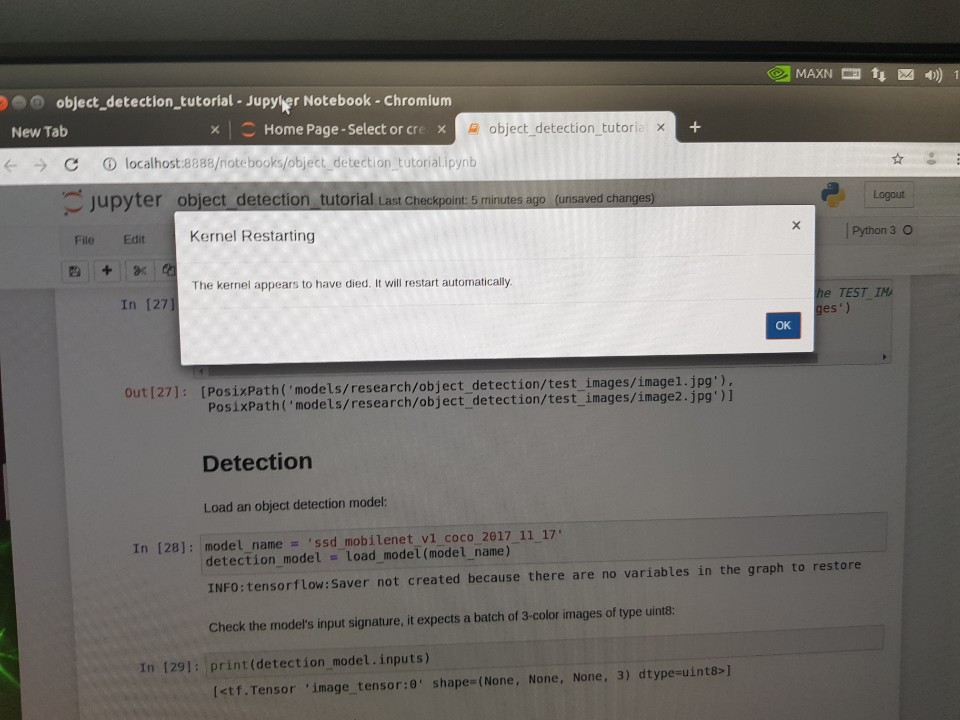 MAXN
1
object_detection_tutorial - Jupyter Notebook - Chromium
New Tab
Home Page - Select or cre
object_detection_tutoria
localhost:8888/notebooks/object_detection_tutorial.ipynb
jupyter object_detection_tutorial Last Checkpoint: 5 minutes ago (unsaved changes)
Logout
File Edit
Python 3
Kernel Restarting
The kernel appears to have died. It will restart automatically.
OK
In [27]
he TEST_IMA
ges')
Out[27]: [PosixPath('models/research/object_detection/test_images/image1.jpg'),
PosixPath('models/research/object_detection/test_images/image2.jpg')]
Detection
Load an object detection model:
In [28]: model_name = 'ssd_mobilenet_v1_coco_2017_11_17'
detection_model = load_model(model_name)
INFO:tensorflow:Saver not created because there are no variables in the graph to restore
Check the model's input signature, it expects a batch of 3-color images of type uint8:
In [29]: print(detection_model.inputs)
[<tf.Tensor 'image_tensor:0' shape=(None, None, None, 3) dtype=uint8>]